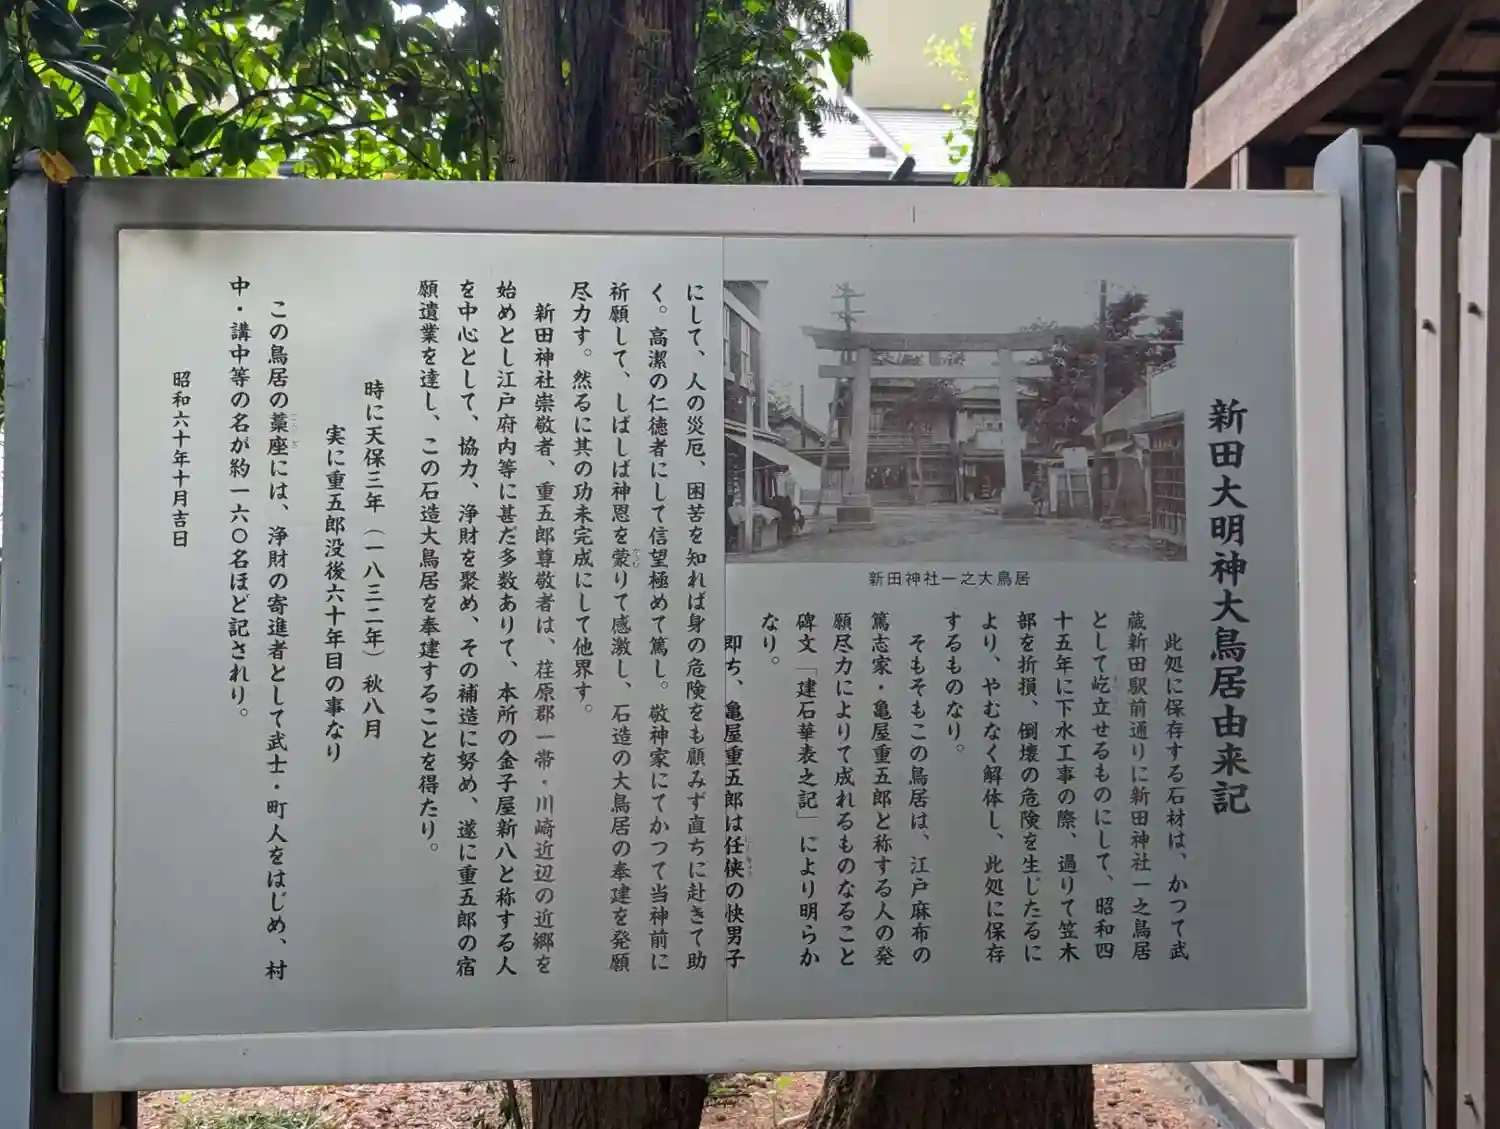 新田大明神大鳥居由来記
新田神社一之大鳥居
此処に保存する石材は、かつて武
蔵新田駅前通りに新田神社一之鳥居
として屹立せるものにして、昭和四
十五年に下水工事の際、過りて笠木
部を折損、倒壊の危険を生じたるに
より、やむなく解体し、此処に保存
するものなり。
そもそもこの鳥居は、江戸麻布の
篤志家・亀屋重五郎と称する人の発
願尽力によりて成れるものなること
碑文「建石華表之記」により明らか
なり。
即ち、亀屋重五郎は任侠の快男子
にして、人の災厄、困苦を知れば身の危険をも顧みず直ちに赴きて助
く。高潔の仁徳者にして信望極めて篤し。敬神家にてかつて当神前に
祈願して、しばしば神恩を蒙りて感激し、石造の大鳥居の奉建を発願
尽力す。然るに其の功未完成にして他界す。
新田神社崇敬者、重五郎尊敬者は、荏原郡一帯・川崎近辺の近郷を
始めとし江戸府内等に甚だ多数ありて、本所の金子屋新八と称する人
を中心として、協力、浄財を聚め、その補造に努め、遂に重五郎の宿
願遺業を達し、この石造大鳥居を奉建することを得たり。
時に天保三年（一八三二年）秋八月
実に重五郎没後六十年目の事なり
この鳥居の藁座には、浄財の寄進者として武士・町人をはじめ、村
中・講中等の名が約一六〇名ほど記されり。
昭和六十年十月吉日